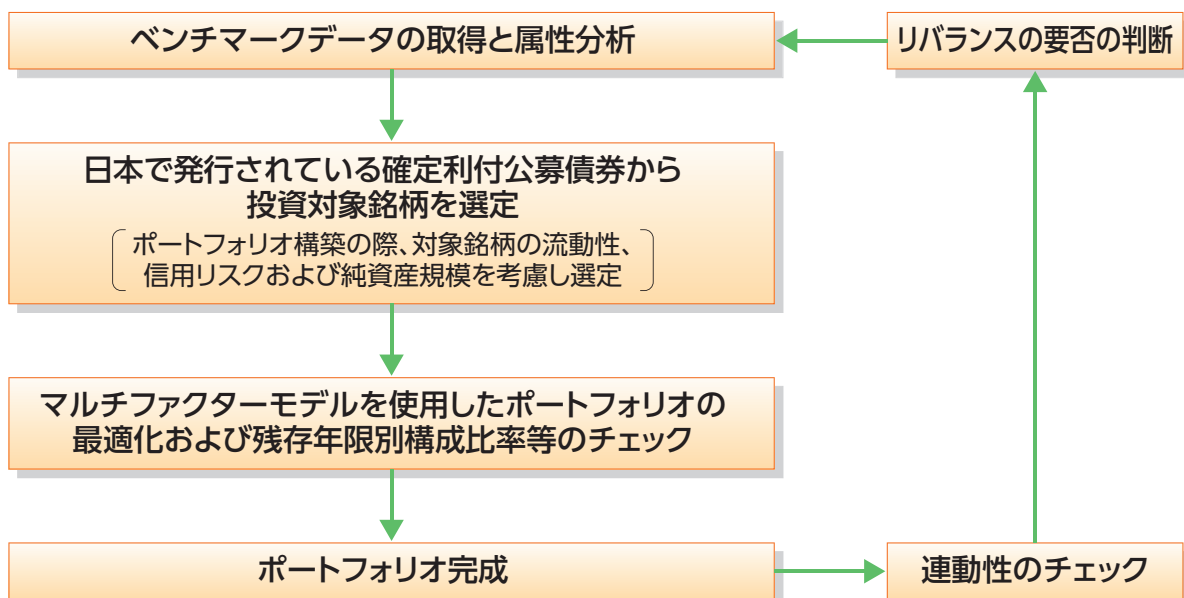 ベンチマークデータの取得と属性分析
リバランスの要否の判断
日本で発行されている確定利付公募債券から
投資対象銘柄を選定
ポートフォリオ構築の際、対象銘柄の流動性、
信用リスクおよび純資産規模を考慮し選定
マルチファクターモデルを使用したポートフォリオの
最適化および残存年限別構成比率等のチェック
ポートフォリオ完成
連動性のチェック